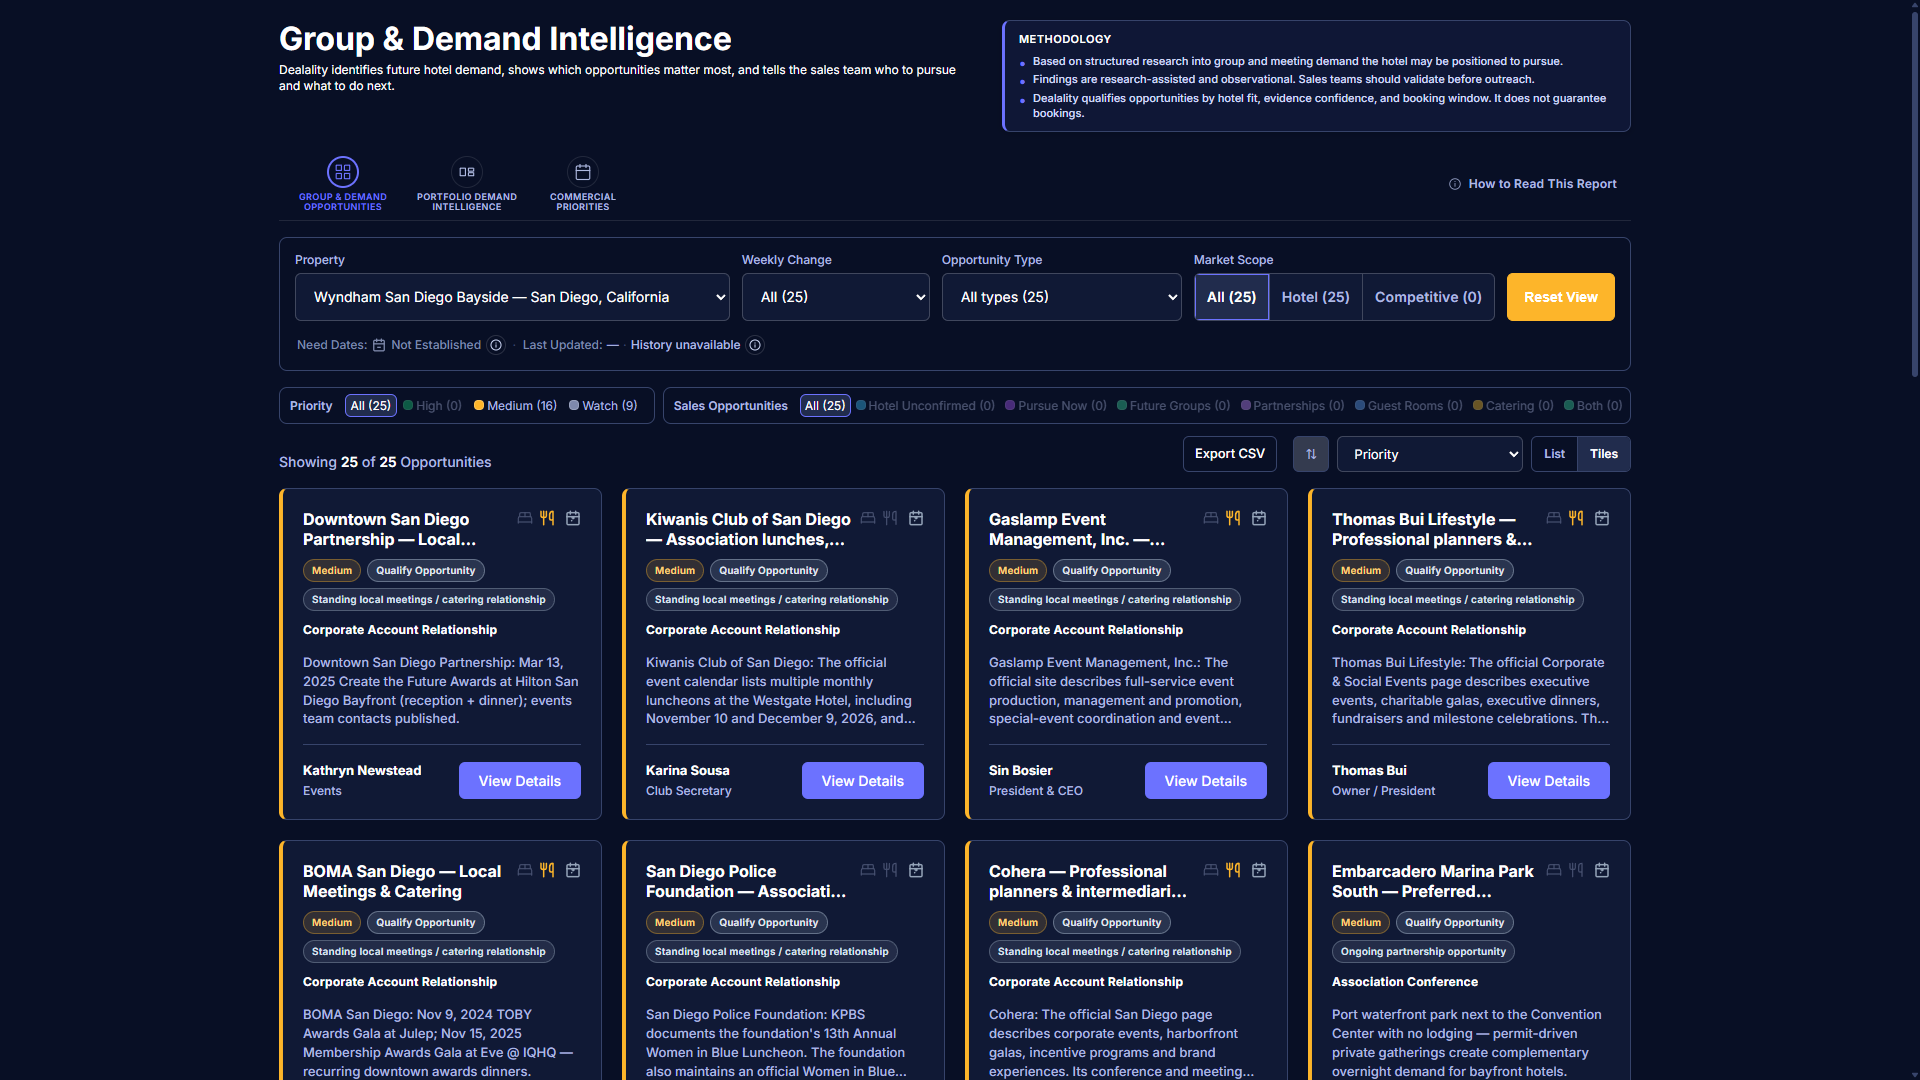 Group & Demand Intelligence
Dealality identifies future hotel demand, shows which opportunities matter most, and tells the sales team who to pursue
and what to do next.
METHODOLOGY
Based on structured research into group and meeting demand the hotel may be positioned to pursue.
Findings are research-assisted and observational. Sales teams should validate before outreach.
Dealality qualifies opportunities by hotel fit, evidence confidence, and booking window. It does not guarantee
bookings.
GROUP & DEMAND
OPPORTUNITIES
PORTFOLIO DEMAND
INTELLIGENCE
COMMERCIAL
PRIORITIES
How to Read This Report
Property
Weekly Change
Opportunity Type
Market Scope
Wyndham San Diego Bayside — San Diego, California
All (25)
All types (25)
All (25)
Hotel (25)
Competitive (0)
Reset View
Need Dates: Not Established · Last Updated: — · History unavailable
Priority All (25) High (0) Medium (16) Watch (9)
Sales Opportunities All (25) Hotel Unconfirmed (0) Pursue Now (0) Future Groups (0) Partnerships (0) Guest Rooms (0) Catering (0) Both (0)
Showing 25 of 25 Opportunities
Export CSV
Priority
List
Tiles
Downtown San Diego
Partnership — Local...
Medium
Qualify Opportunity
Standing local meetings / catering relationship
Corporate Account Relationship
Downtown San Diego Partnership: Mar 13,
2025 Create the Future Awards at Hilton San
Diego Bayfront (reception + dinner); events
team contacts published.
Kathryn Newstead
Events
View Details
Kiwanis Club of San Diego
— Association lunches,...
Medium
Qualify Opportunity
Standing local meetings / catering relationship
Corporate Account Relationship
Kiwanis Club of San Diego: The official
event calendar lists multiple monthly
luncheons at the Westgate Hotel, including
November 10 and December 9, 2026, and...
Karina Sousa
Club Secretary
View Details
Gaslamp Event
Management, Inc. —...
Medium
Qualify Opportunity
Standing local meetings / catering relationship
Corporate Account Relationship
Gaslamp Event Management, Inc.: The
official site describes full-service event
production, management and promotion,
special-event coordination and event...
Sin Bosier
President & CEO
View Details
Thomas Bui Lifestyle —
Professional planners &...
Medium
Qualify Opportunity
Standing local meetings / catering relationship
Corporate Account Relationship
Thomas Bui Lifestyle: The official Corporate
& Social Events page describes executive
events, charitable galas, executive dinners,
fundraisers and milestone celebrations. Th...
Thomas Bui
Owner / President
View Details
BOMA San Diego — Local
Meetings & Catering
Medium
Qualify Opportunity
Standing local meetings / catering relationship
Corporate Account Relationship
BOMA San Diego: Nov 9, 2024 TOBY
Awards Gala at Julep; Nov 15, 2025
Membership Awards Gala at Eve @ IQHQ —
recurring downtown awards dinners.
San Diego Police
Foundation — Associati...
Medium
Qualify Opportunity
Standing local meetings / catering relationship
Corporate Account Relationship
San Diego Police Foundation: KPBS
documents the foundation's 13th Annual
Women in Blue Luncheon. The foundation
also maintains an official Women in Blue...
Cohera — Professional
planners & intermediari...
Medium
Qualify Opportunity
Standing local meetings / catering relationship
Corporate Account Relationship
Cohera: The official San Diego page
describes corporate events, harborfront
galas, incentive programs and brand
experiences. Its conference and meeting...
Embarcadero Marina Park
South — Preferred...
Medium
Qualify Opportunity
Ongoing partnership opportunity
Association Conference
Port waterfront park next to the Convention
Center with no lodging — permit-driven
private gatherings create complementary
overnight demand for bayfront hotels.